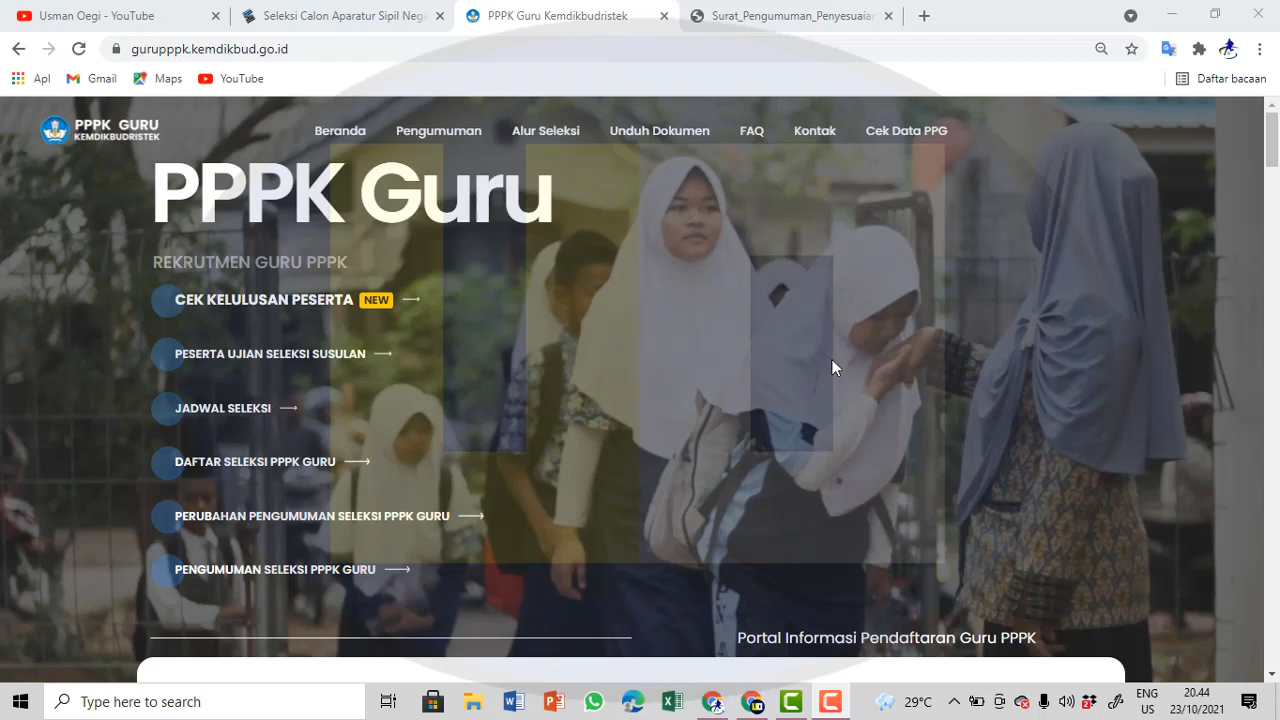 Usman Oegi - YouTube
Seleksi Calon Aparatur Sipil Nega
PPPK Guru Kemdikbudristek
Surat_Pengumuman_Penyesuaian
gurupppk.kemdikbud.go.id
Apl
Gmail
Maps
YouTube
Daftar bacaan
PPPK GURU
KEMDIKBUDRISTEK
Beranda
Pengumuman
Alur Seleksi
Unduh Dokumen
FAQ
Kontak
Cek Data PPG
PPPK Guru
REKRUTMEN GURU PPPK
CEK KELULUSAN PESERTA NEW
PESERTA UJIAN SELEKSI SUSULAN
JADWAL SELEKSI
DAFTAR SELEKSI PPPK GURU
PERUBAHAN PENGUMUMAN SELEKSI PPPK GURU
PENGUMUMAN SELEKSI PPPK GURU
Portal Informasi Pendaftaran Guru PPPK
Type here to search
29°C
ENG
US
20.44
23/10/2021